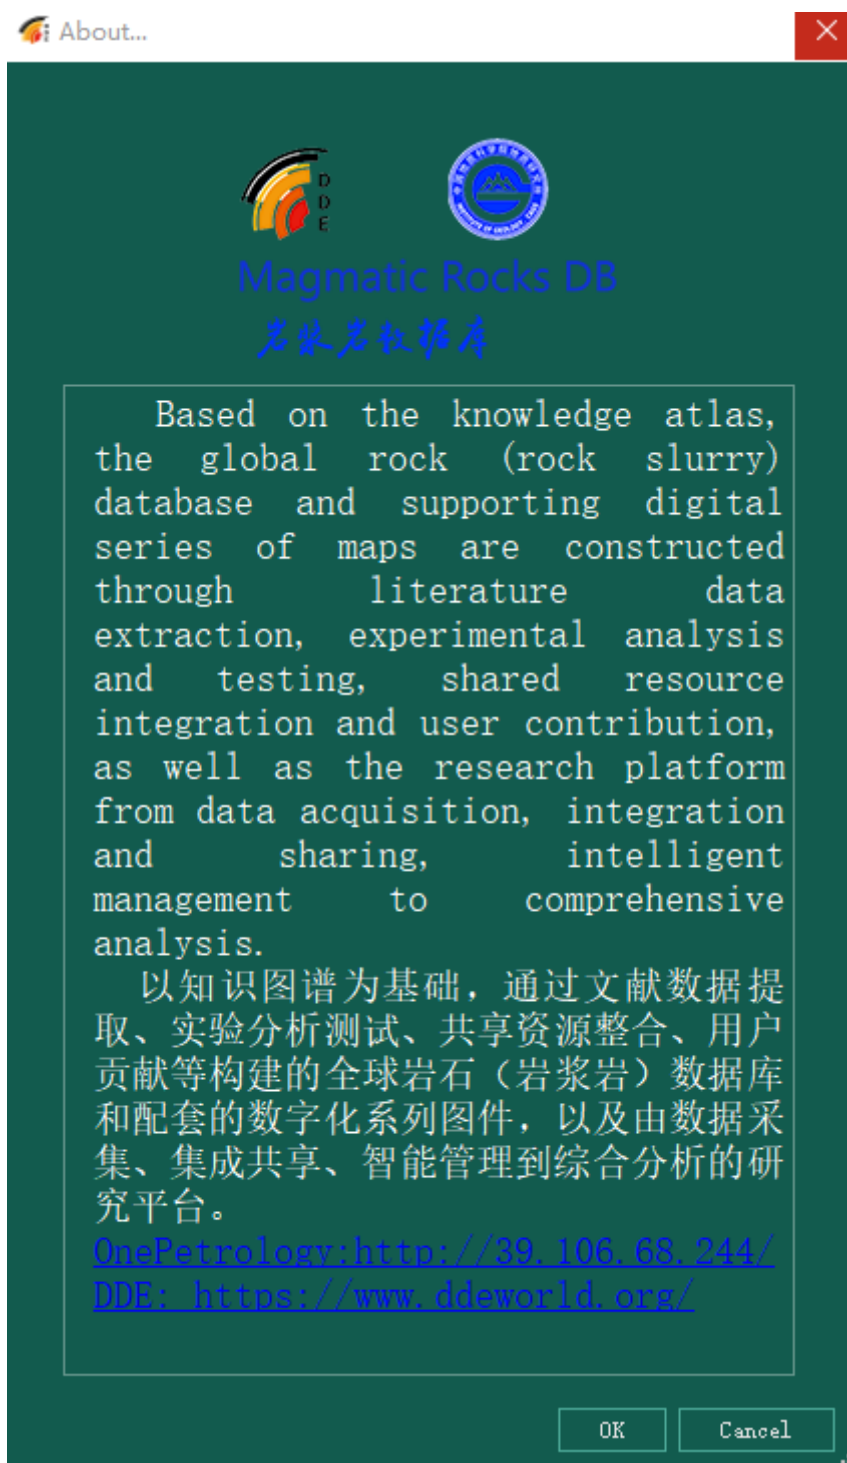 About...
D
D
E
INSTITUTE OF GEOLOGY CAGS
Magmatic Rocks DB
岩浆岩数据库
Based on the knowledge atlas,
the global rock (rock slurry)
database and supporting digital
series of maps are constructed
through literature data
extraction, experimental analysis
and testing, shared resource
integration and user contribution,
as well as the research platform
from data acquisition, integration
and sharing, intelligent
management to comprehensive
analysis.
以知识图谱为基础，通过文献数据提
取、实验分析测试、共享资源整合、用户
贡献等构建的全球岩石（岩浆岩）数据库
和配套的数字化系列图件，以及由数据采
集、集成共享、智能管理到综合分析的研
究平台。
OnePetrology:http://39.106.68.244/
DDE: https://www.ddeworld.org/
OK Cancel